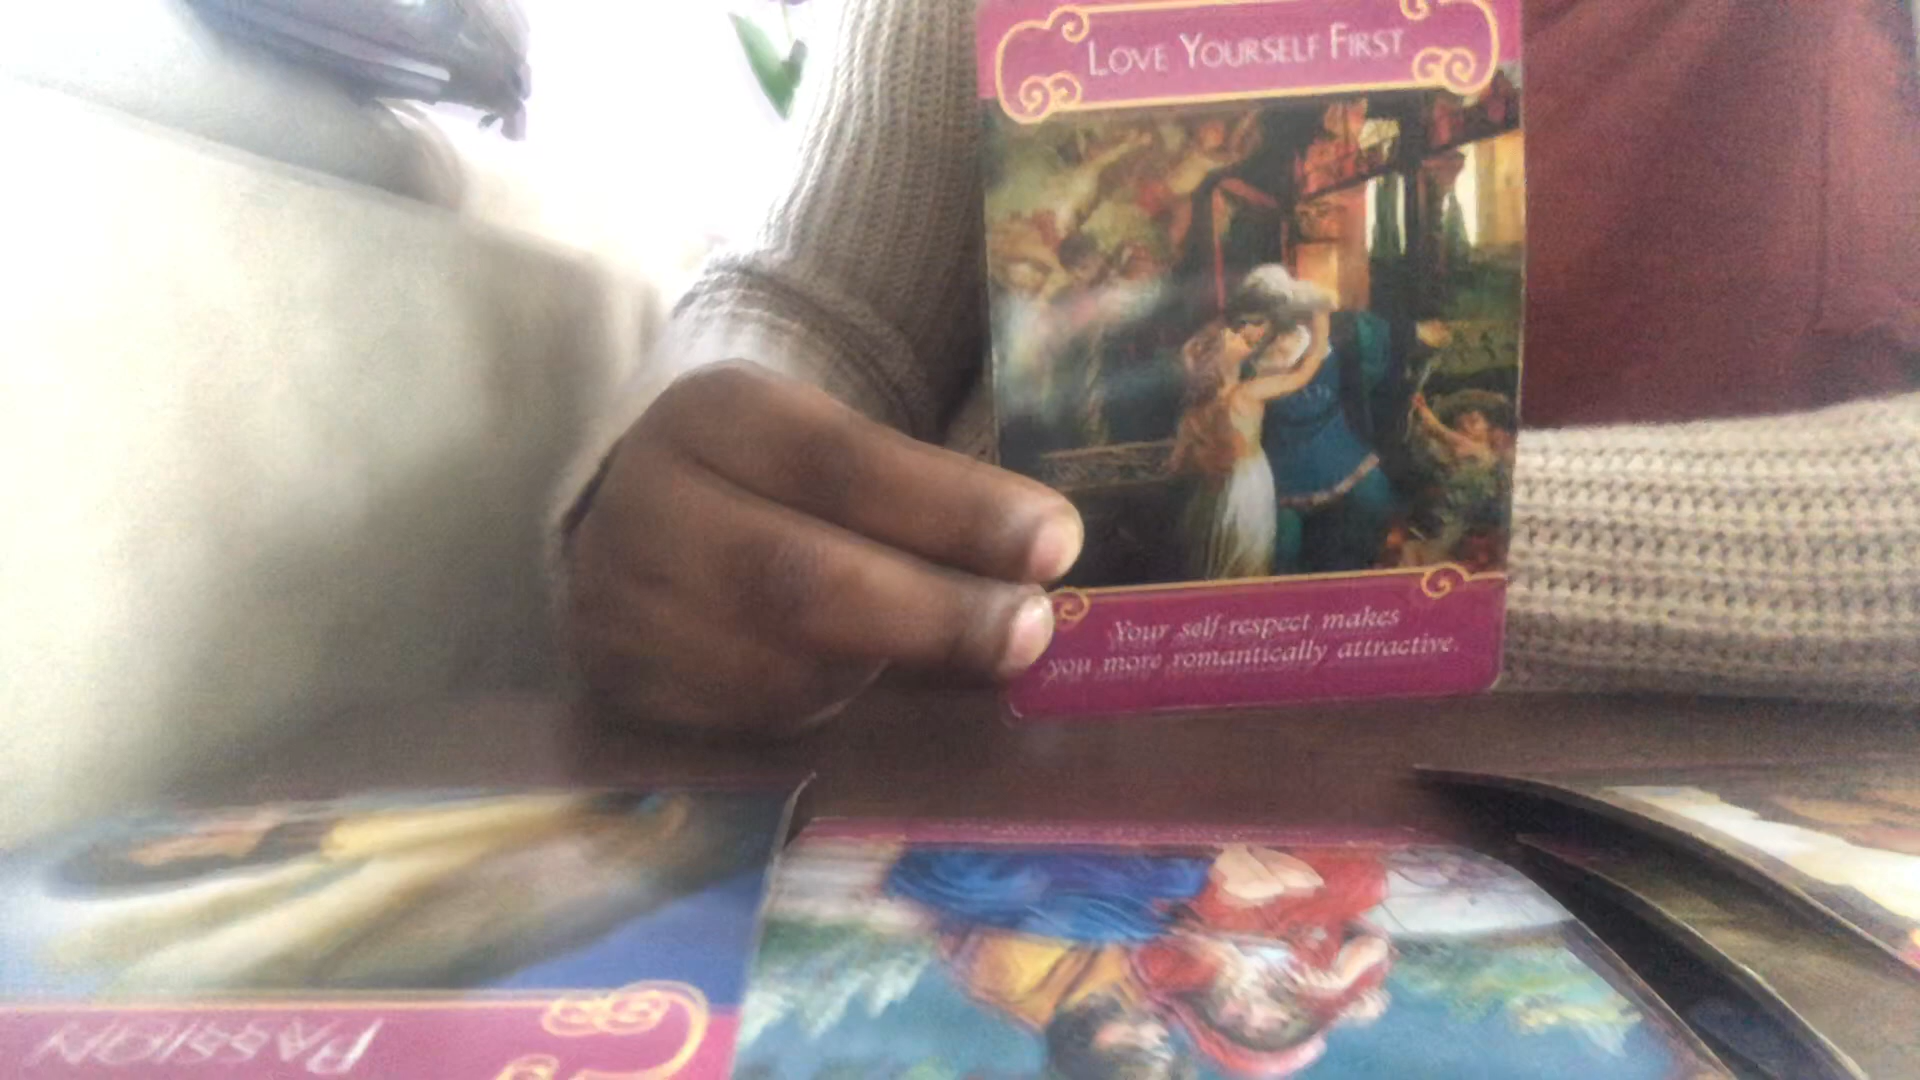 LOVE YOURSELF FIRST
Your self-respect makes
you more romantically attractive.
PASSION